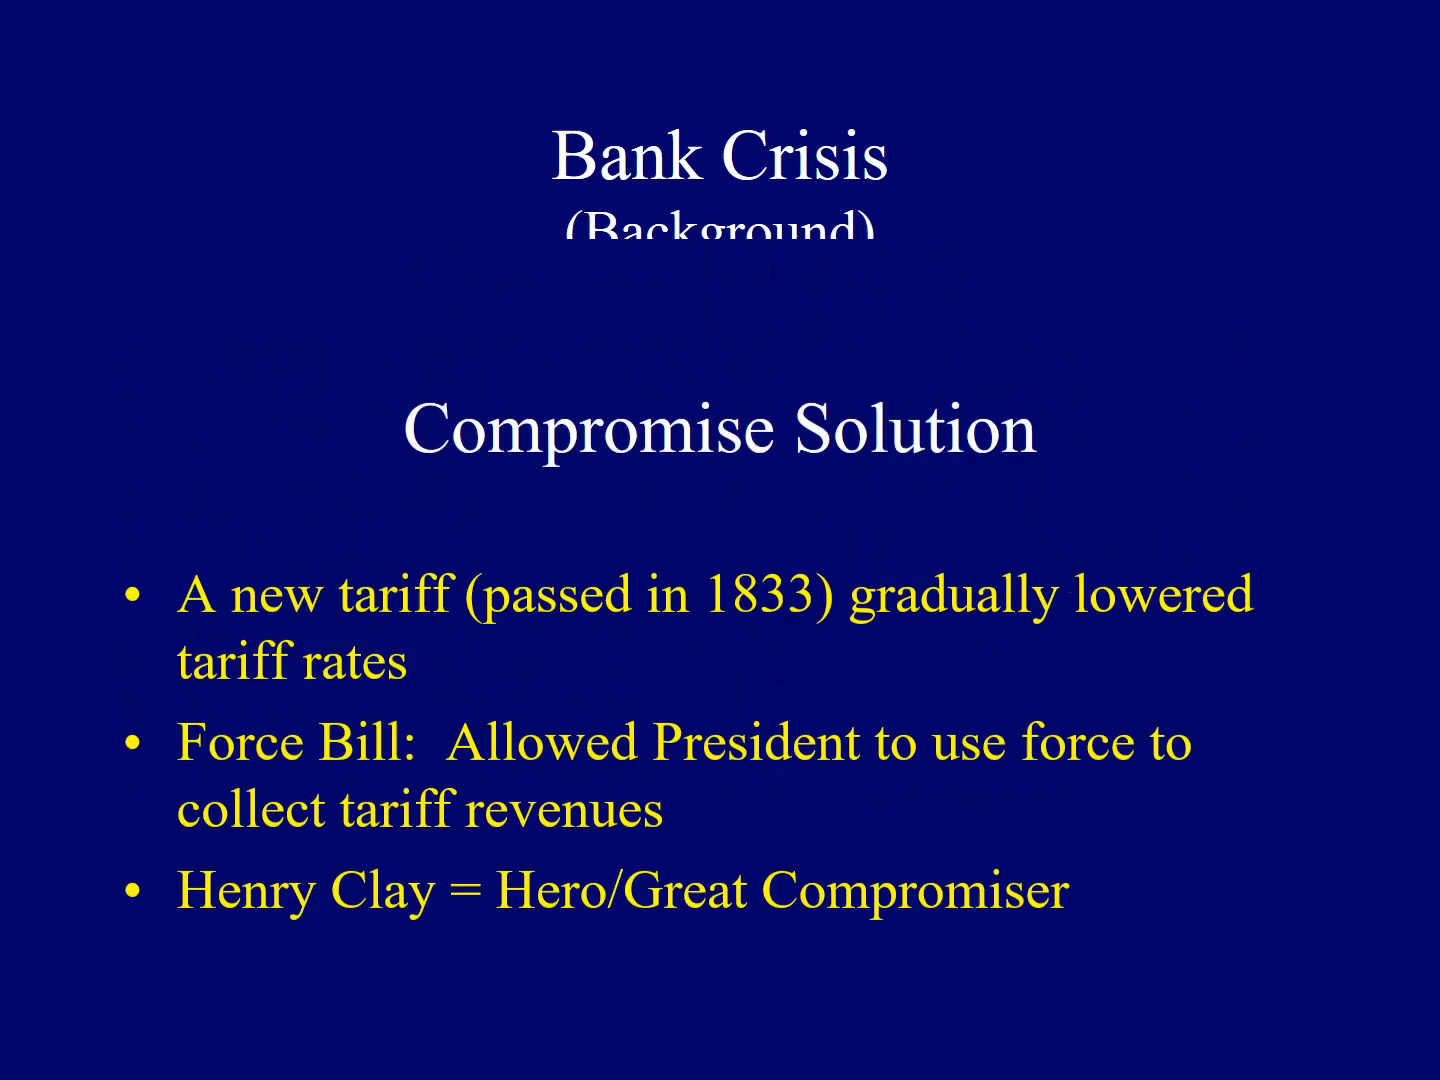 Bank Crisis
(Background)
Compromise Solution
• A new tariff (passed in 1833) gradually lowered
tariff rates
• Force Bill:  Allowed President to use force to
collect tariff revenues
• Henry Clay = Hero/Great Compromiser